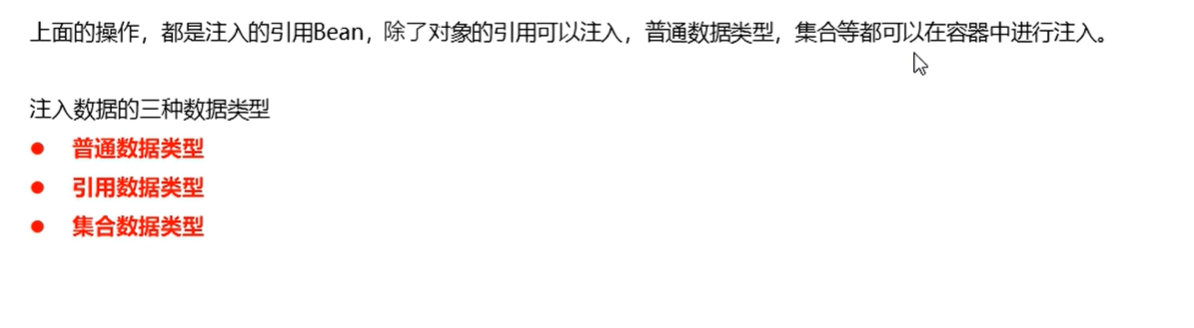 上面的操作，都是注入的引用Bean，除了对象的引用可以注入，普通数据类型，集合等都可以在容器中进行注入。
注入数据的三种数据类型
● 普通数据类型
● 引用数据类型
● 集合数据类型